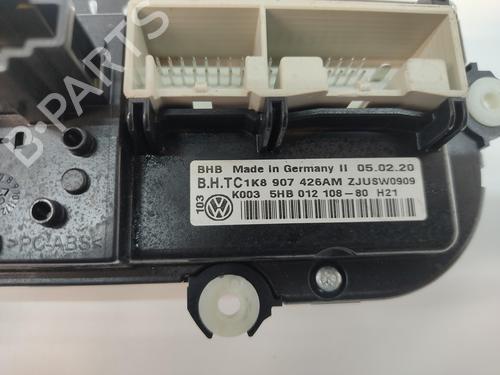 B-PARTS
BHB Made in Germany II 05.02.20
B.H.TC1K8 907 426AM ZJUSW0909
103
K003 5HB 012 108-80 H21
PC-ABS<